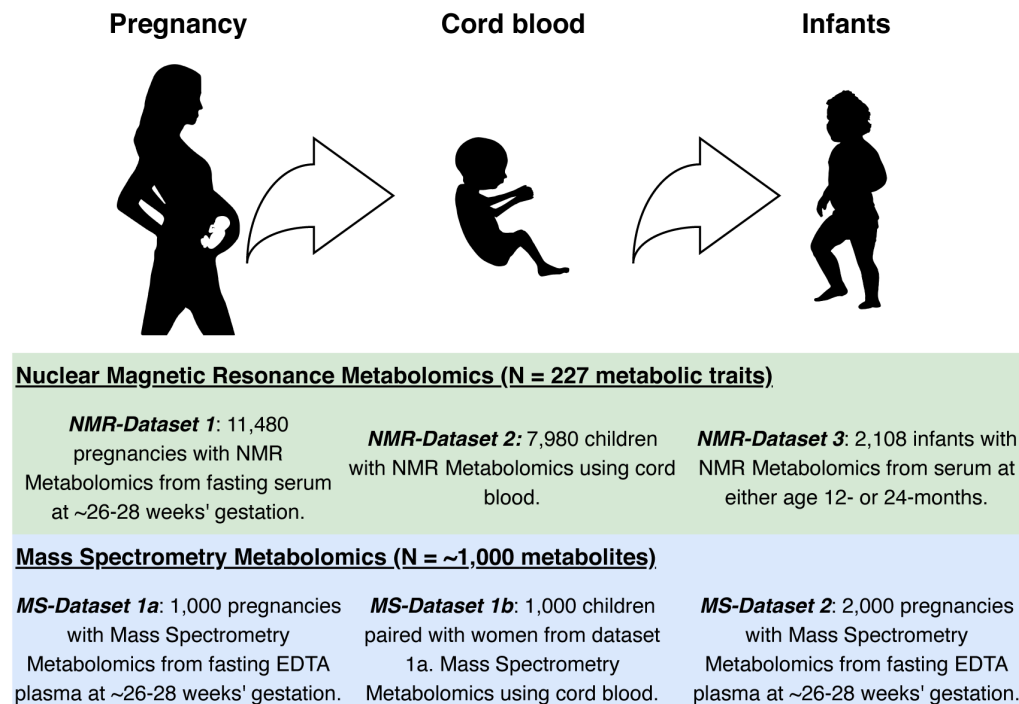 Pregnancy
Cord blood
Infants
Nuclear Magnetic Resonance Metabolomics (N = 227 metabolic traits)
NMR-Dataset 1: 11,480
pregnancies with NMR
Metabolomics from fasting serum
at ~26-28 weeks' gestation.
NMR-Dataset 2: 7,980 children
with NMR Metabolomics using cord
blood.
NMR-Dataset 3: 2,108 infants with
NMR Metabolomics from serum at
either age 12- or 24-months.
Mass Spectrometry Metabolomics (N = ~1,000 metabolites)
MS-Dataset 1a: 1,000 pregnancies
with Mass Spectrometry
Metabolomics from fasting EDTA
plasma at ~26-28 weeks' gestation.
MS-Dataset 1b: 1,000 children
paired with women from dataset
1a. Mass Spectrometry
Metabolomics using cord blood.
MS-Dataset 2: 2,000 pregnancies
with Mass Spectrometry
Metabolomics from fasting EDTA
plasma at ~26-28 weeks' gestation.